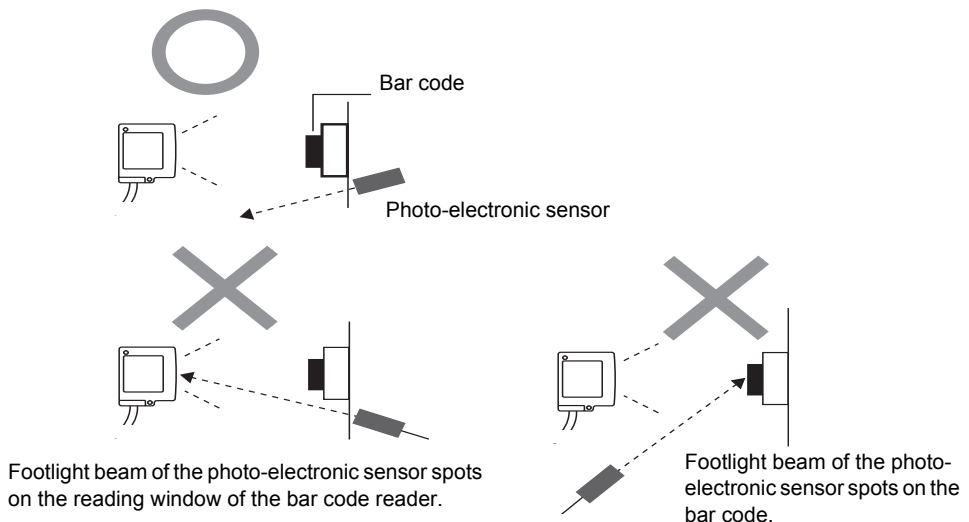 Bar code
Photo-electronic sensor
Footlight beam of the photo-electronic sensor spots
on the reading window of the bar code reader.
Footlight beam of the photo-
electronic sensor spots on the
bar code.